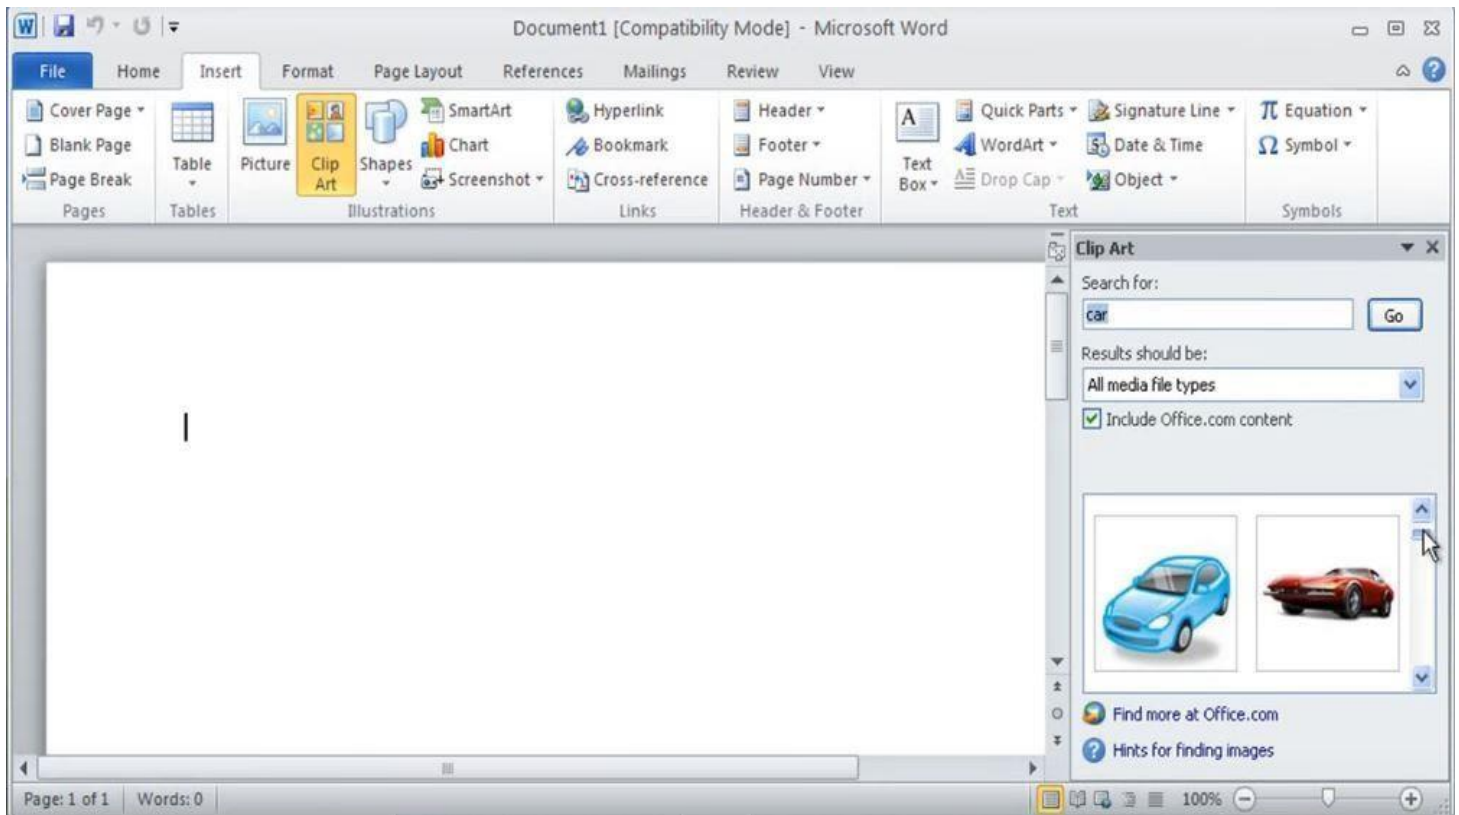 Document1 [Compatibility Mode] - Microsoft Word
File Home Insert Format Page Layout References Mailings Review View
Cover Page
Blank Page
Page Break
Pages
Table
Tables
Picture
Clip
Art
Shapes
SmartArt
Chart
Screenshot
Illustrations
Hyperlink
Bookmark
Cross-reference
Links
Header
Footer
Page Number
Header & Footer
A
Text
Box
Quick Parts
WordArt
Drop Cap
Signature Line
Date & Time
Object
Text
π Equation
Ω Symbol
Symbols
Clip Art
Search for:
car
Go
Results should be:
All media file types
Include Office.com content
Find more at Office.com
Hints for finding images
Page: 1 of 1 Words: 0
100%